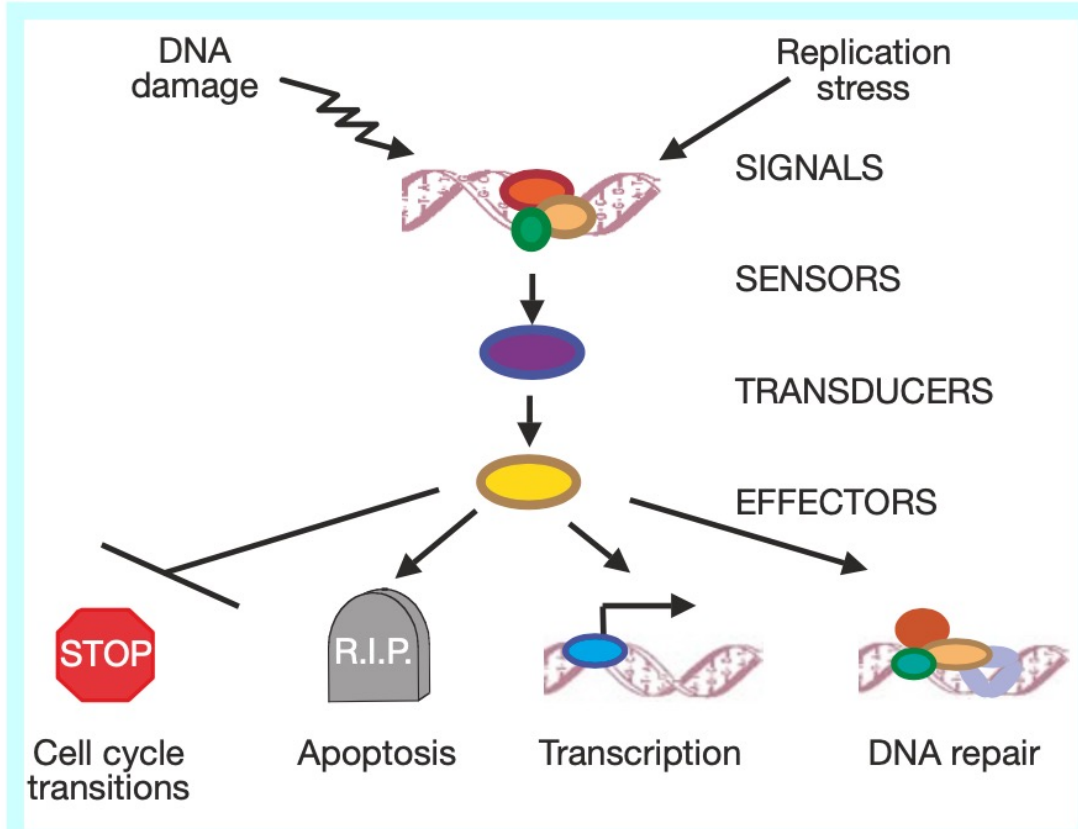 DNA
damage
Replication
stress
SIGNALS
SENSORS
TRANSDUCERS
EFFECTORS
STOP
R.I.P.
Cell cycle
transitions
Apoptosis
Transcription
DNA repair